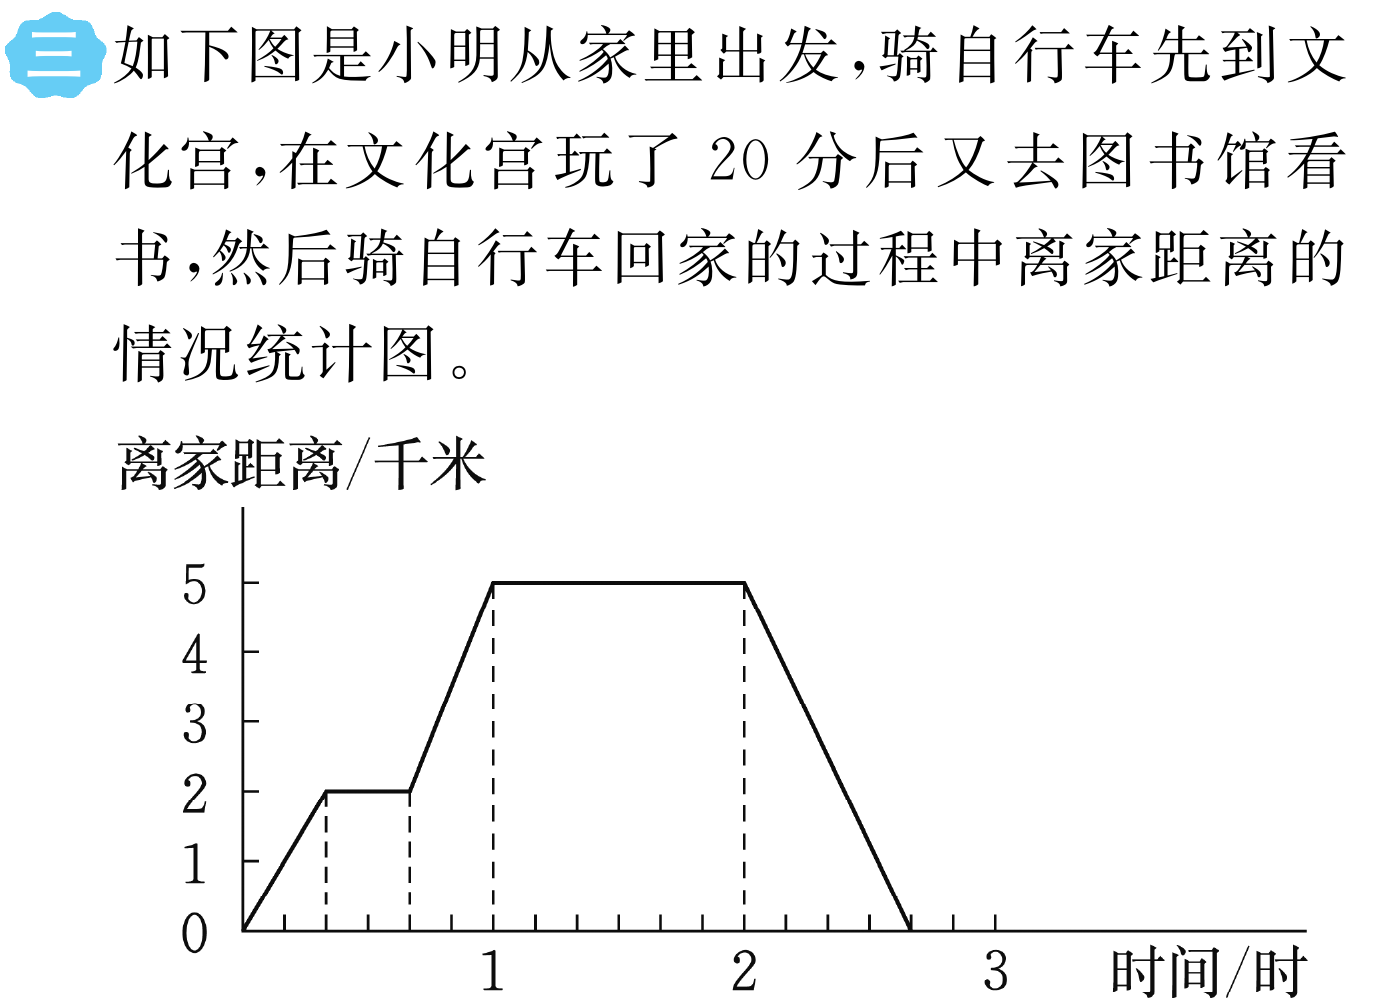 三 如下图是小明从家里出发,骑自行车先到文
化宫,在文化宫玩了 20 分后又去图书馆看
书,然后骑自行车回家的过程中离家距离的
情况统计图。
离家距离/千米
5
4
3
2
1
0
1 2 3 时间/时